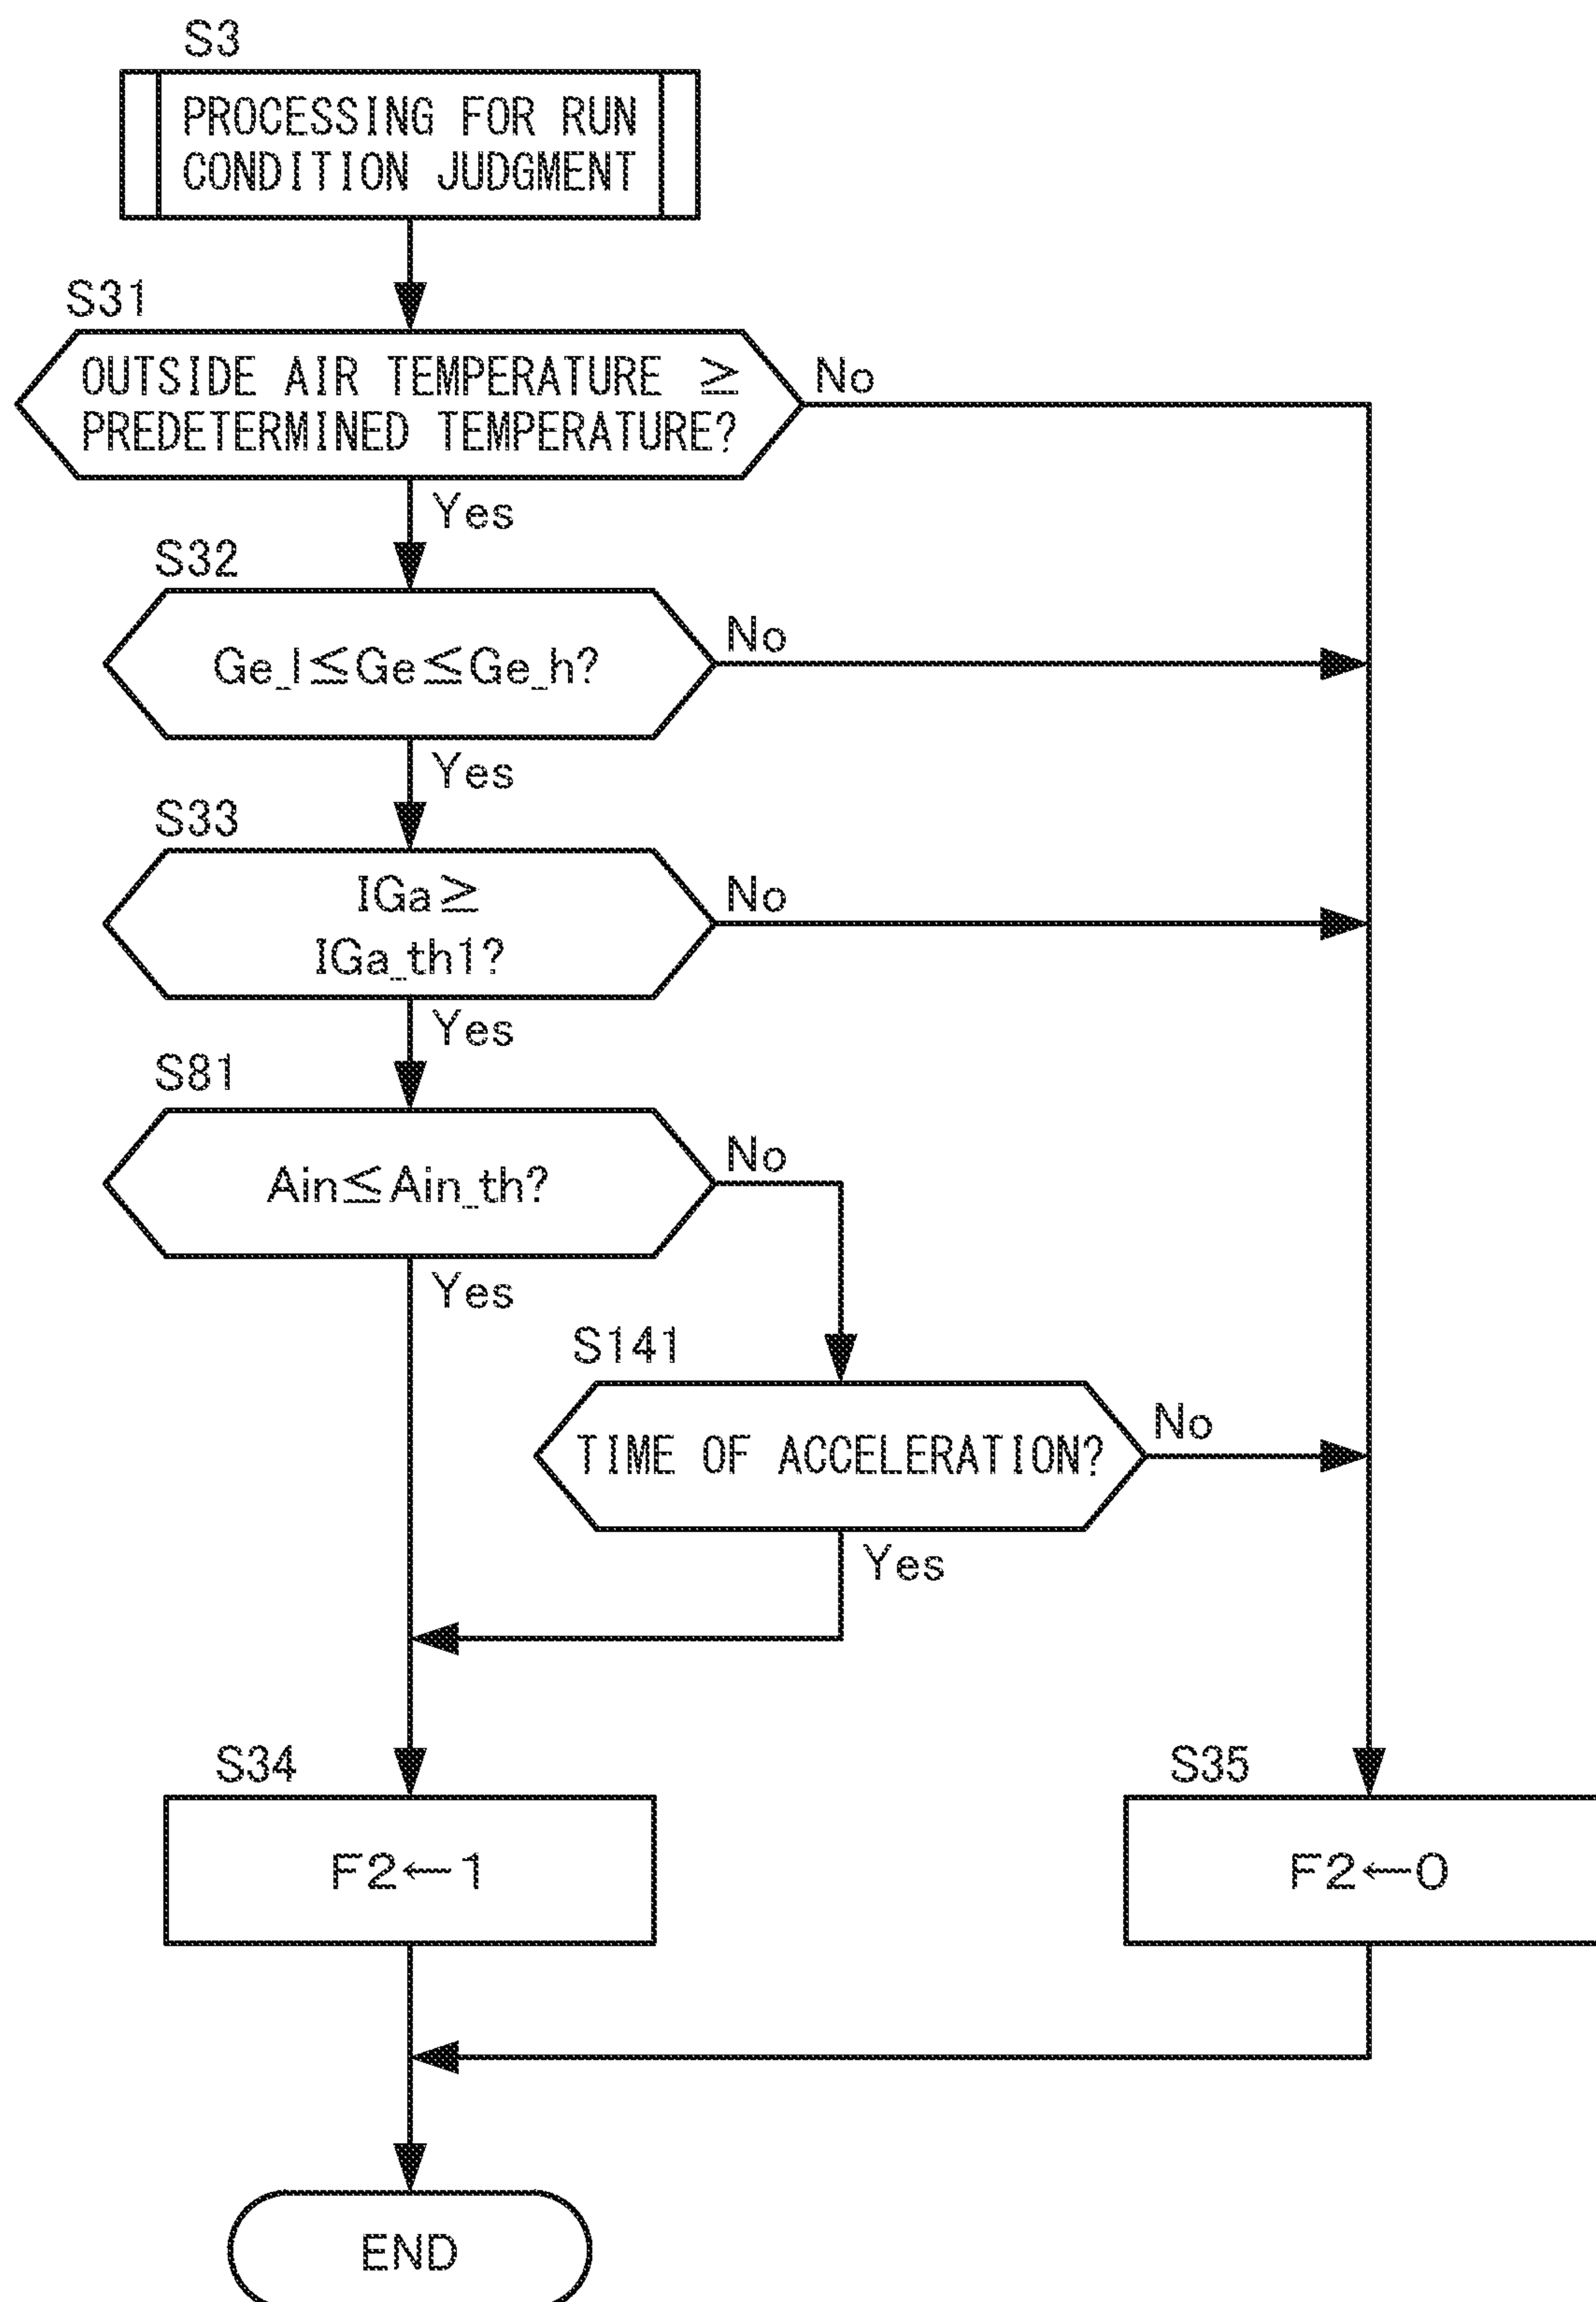 S3
PROCESSING FOR RUN
CONDITION JUDGMENT
S31
OUTSIDE AIR TEMPERATURE ≧
PREDETERMINED TEMPERATURE?
No
Yes
S32
Ge_l≦Ge≦Ge_h?
No
Yes
S33
IGa≧
IGa_th1?
No
Yes
S81
Ain≦Ain_th?
No
Yes
S141
TIME OF ACCELERATION?
No
Yes
S34
F2←1
S35
F2←0
END